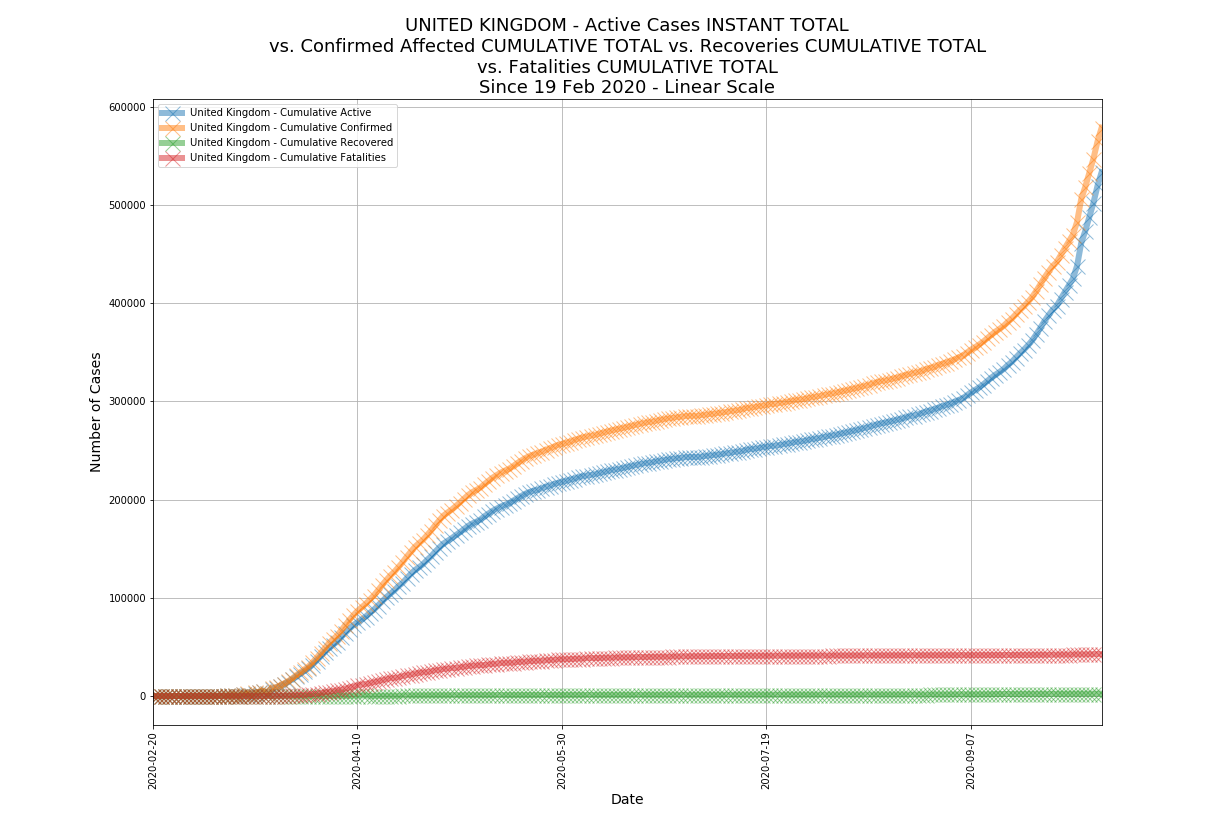 UNITED KINGDOM - Active Cases INSTANT TOTAL
vs. Confirmed Affected CUMULATIVE TOTAL vs. Recoveries CUMULATIVE TOTAL
vs. Fatalities CUMULATIVE TOTAL
Since 19 Feb 2020 - Linear Scale
United Kingdom - Cumulative Active
United Kingdom - Cumulative Confirmed
United Kingdom - Cumulative Recovered
United Kingdom - Cumulative Fatalities
600000
500000
400000
300000
200000
100000
0
Number of Cases
2020-02-20
2020-04-10
2020-05-30
2020-07-19
2020-09-07
Date